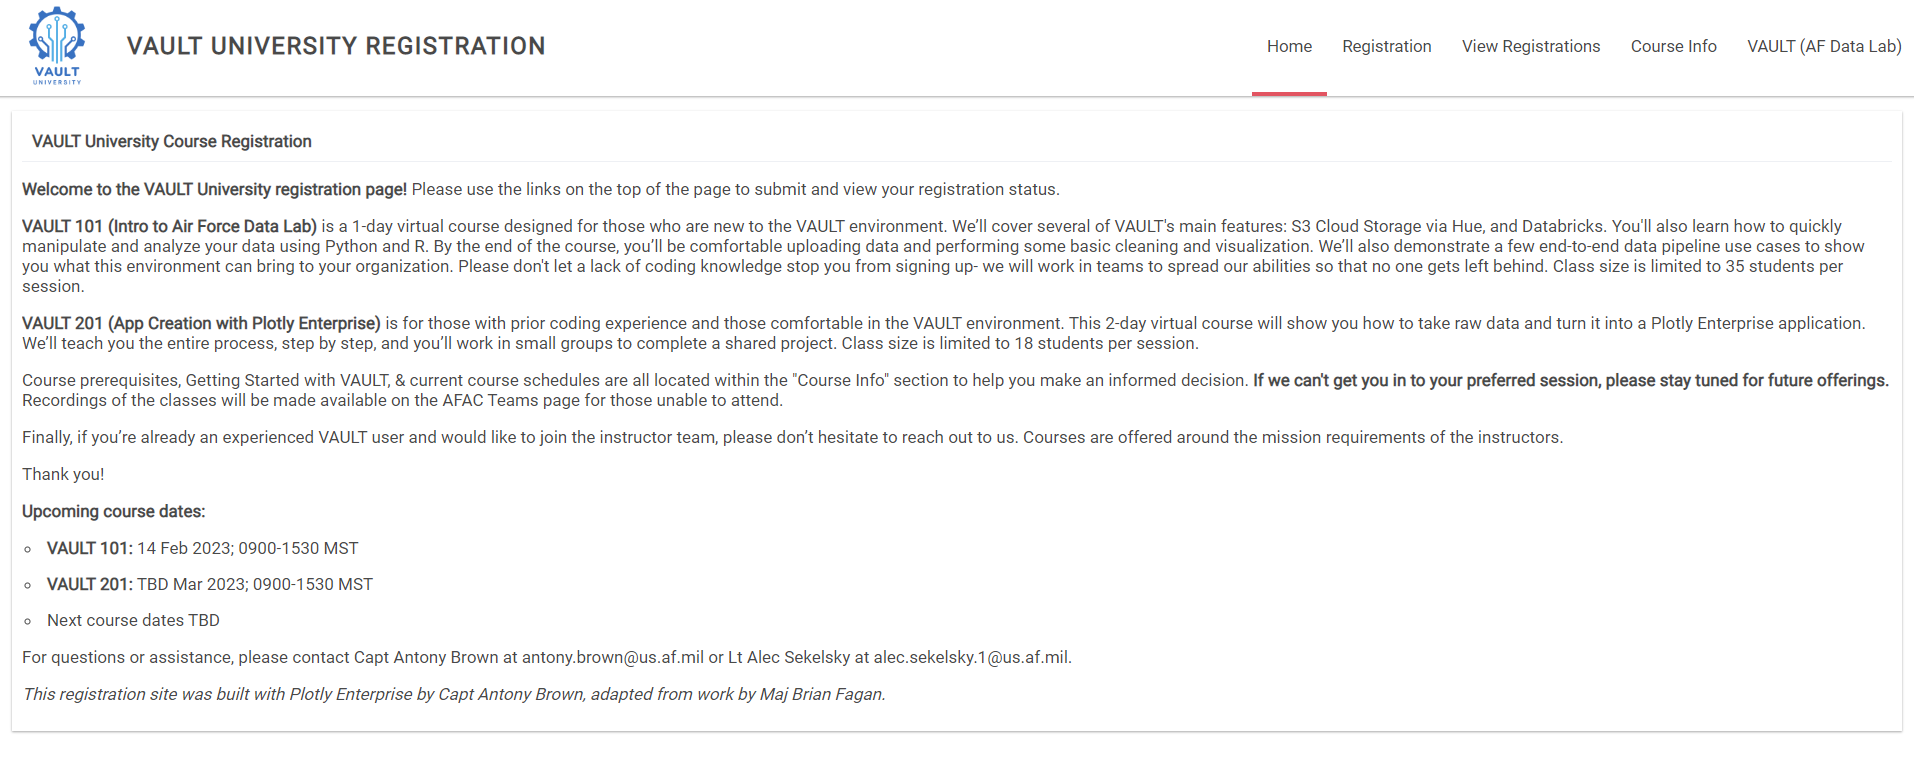 VAULT
UNIVERSITY
VAULT UNIVERSITY REGISTRATION
Home
Registration
View Registrations
Course Info
VAULT (AF Data Lab)
VAULT University Course Registration
Welcome to the VAULT University registration page! Please use the links on the top of the page to submit and view your registration status.
VAULT 101 (Intro to Air Force Data Lab) is a 1-day virtual course designed for those who are new to the VAULT environment. We’ll cover several of VAULT's main features: S3 Cloud Storage via Hue, and Databricks. You'll also learn how to quickly
manipulate and analyze your data using Python and R. By the end of the course, you’ll be comfortable uploading data and performing some basic cleaning and visualization. We’ll also demonstrate a few end-to-end data pipeline use cases to show
you what this environment can bring to your organization. Please don't let a lack of coding knowledge stop you from signing up- we will work in teams to spread our abilities so that no one gets left behind. Class size is limited to 35 students per
session.
VAULT 201 (App Creation with Plotly Enterprise) is for those with prior coding experience and those comfortable in the VAULT environment. This 2-day virtual course will show you how to take raw data and turn it into a Plotly Enterprise application.
We’ll teach you the entire process, step by step, and you’ll work in small groups to complete a shared project. Class size is limited to 18 students per session.
Course prerequisites, Getting Started with VAULT, & current course schedules are all located within the "Course Info" section to help you make an informed decision. If we can't get you in to your preferred session, please stay tuned for future offerings.
Recordings of the classes will be made available on the AFAC Teams page for those unable to attend.
Finally, if you’re already an experienced VAULT user and would like to join the instructor team, please don’t hesitate to reach out to us. Courses are offered around the mission requirements of the instructors.
Thank you!
Upcoming course dates:
VAULT 101: 14 Feb 2023; 0900-1530 MST
VAULT 201: TBD Mar 2023; 0900-1530 MST
Next course dates TBD
For questions or assistance, please contact Capt Antony Brown at antony.brown@us.af.mil or Lt Alec Sekelsky at alec.sekelsky.1@us.af.mil.
This registration site was built with Plotly Enterprise by Capt Antony Brown, adapted from work by Maj Brian Fagan.